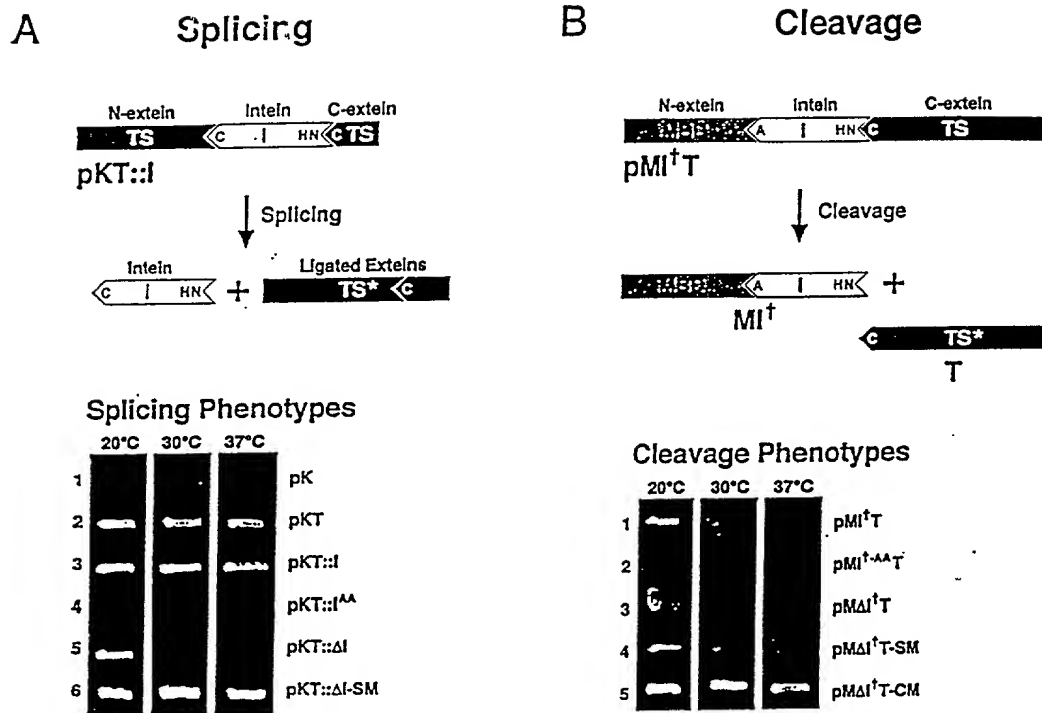 A
Splicing
N-extein
Intein
C-extein
TS
C
I
HN
C
TS
pKT::I
Splicing
Intein
Ligated Exteins
C
I
HN
+
TS*
C
Splicing Phenotypes
20°C 30°C 37°C
1 pK
2 pKT
3 pKT::I
4 pKT::I^AA
5 pKT::ΔI
6 pKT::ΔI-SM
B
Cleavage
N-extein
Intein
C-extein
A
I
HN
C
TS
pMI†T
Cleavage
A
I
HN
+
MI†
C
TS*
T
Cleavage Phenotypes
20°C 30°C 37°C
1 pMI†T
2 pMI†-AAT
3 pMΔI†T
4 pMΔI†T-SM
5 pMΔI†T-CM